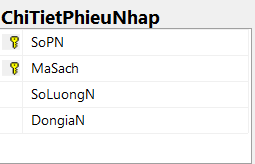 ChiTietPhieuNhap
SoPN
MaSach
SoLuongN
DongiaN